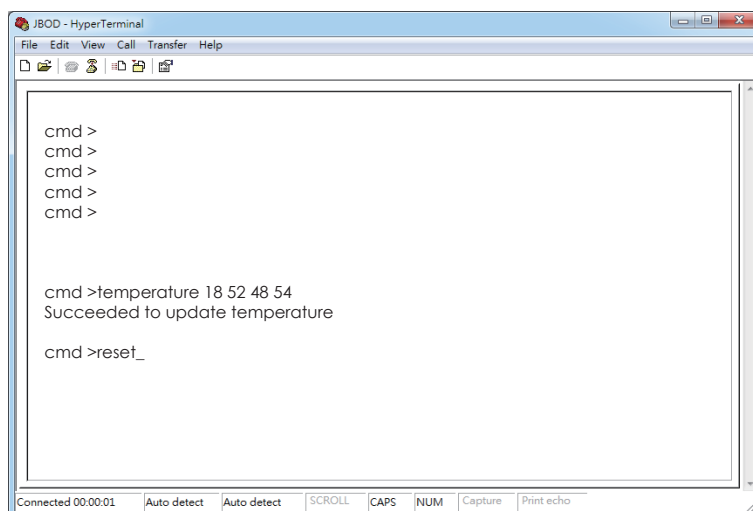 JBOD - HyperTerminal
File Edit View Call Transfer Help
cmd >
cmd >
cmd >
cmd >
cmd >
cmd >temperature 18 52 48 54
Succeeded to update temperature
cmd >reset_
Connected 00:00:01 Auto detect Auto detect SCROLL CAPS NUM Capture Print echo